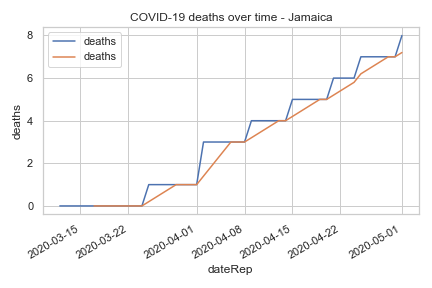 COVID-19 deaths over time - Jamaica
deaths
deaths
deaths
8
6
4
2
0
2020-03-15
2020-03-22
2020-04-01
2020-04-08
2020-04-15
2020-04-22
2020-05-01
dateRep